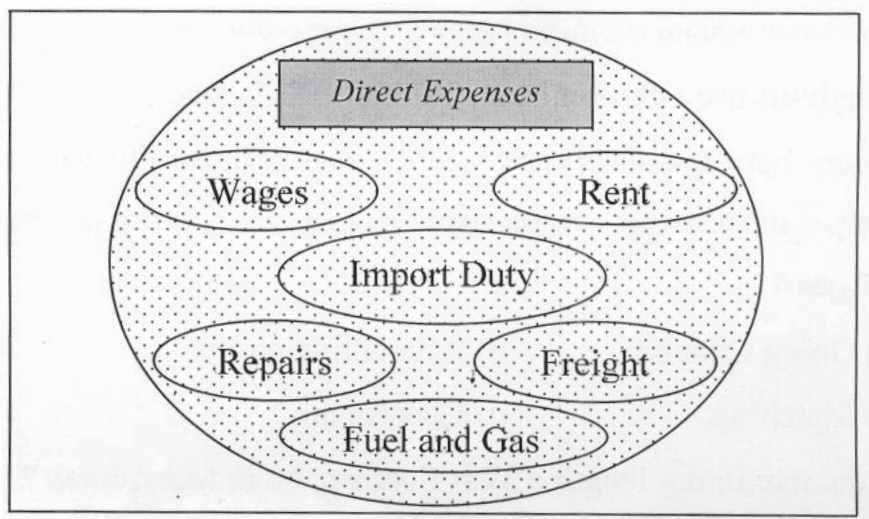 Direct Expenses
Wages
Rent
Import Duty
Repairs
Freight
Fuel and Gas